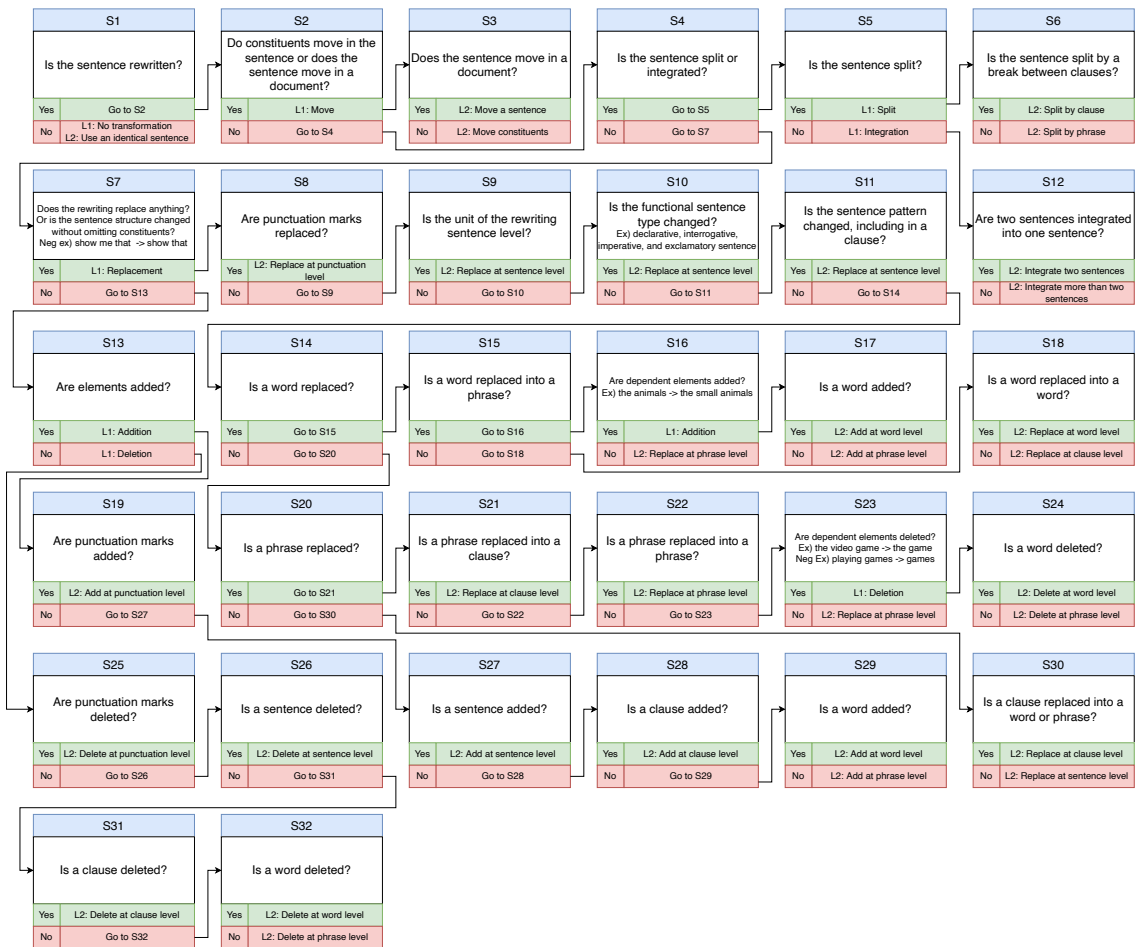 S1
Is the sentence rewritten?
Yes Go to S2
No L1: No transformation
L2: Use an identical sentence
S2
Do constituents move in the
sentence or does the
sentence move in a
document?
Yes L1: Move
No Go to S4
S3
Does the sentence move in a
document?
Yes L2: Move a sentence
No L2: Move constituents
S4
Is the sentence split or
integrated?
Yes Go to S5
No Go to S7
S5
Is the sentence split?
Yes L1: Split
No L1: Integration
S6
Is the sentence split by a
break between clauses?
Yes L2: Split by clause
No L2: Split by phrase
S7
Does the rewriting replace anything?
Or is the sentence structure changed
without omitting constituents?
Neg ex) show me that -> show that
Yes L1: Replacement
No Go to S13
S8
Are punctuation marks
replaced?
Yes L2: Replace at punctuation
level
No Go to S9
S9
Is the unit of the rewriting
sentence level?
Yes L2: Replace at sentence level
No Go to S10
S10
Is the functional sentence
type changed?
Ex) declarative, interrogative,
imperative, and exclamatory sentence
Yes L2: Replace at sentence level
No Go to S11
S11
Is the sentence pattern
changed, including in a
clause?
Yes L2: Replace at sentence level
No Go to S14
S12
Are two sentences integrated
into one sentence?
Yes L2: Integrate two sentences
No L2: Integrate more than two
sentences
S13
Are elements added?
Yes L1: Addition
No L1: Deletion
S14
Is a word replaced?
Yes Go to S15
No Go to S20
S15
Is a word replaced into a
phrase?
Yes Go to S16
No Go to S18
S16
Are dependent elements added?
Ex) the animals -> the small animals
Yes L1: Addition
No L2: Replace at phrase level
S17
Is a word added?
Yes L2: Add at word level
No L2: Add at phrase level
S18
Is a word replaced into a
word?
Yes L2: Replace at word level
No L2: Replace at clause level
S19
Are punctuation marks
added?
Yes L2: Add at punctuation level
No Go to S27
S20
Is a phrase replaced?
Yes Go to S21
No Go to S30
S21
Is a phrase replaced into a
clause?
Yes L2: Replace at clause level
No Go to S22
S22
Is a phrase replaced into a
phrase?
Yes L2: Replace at phrase level
No Go to S23
S23
Are dependent elements deleted?
Ex) the video game -> the game
Neg Ex) playing games -> games
Yes L1: Deletion
No L2: Replace at phrase level
S24
Is a word deleted?
Yes L2: Delete at word level
No L2: Delete at phrase level
S25
Are punctuation marks
deleted?
Yes L2: Delete at punctuation level
No Go to S26
S26
Is a sentence deleted?
Yes L2: Delete at sentence level
No Go to S31
S27
Is a sentence added?
Yes L2: Add at sentence level
No Go to S28
S28
Is a clause added?
Yes L2: Add at clause level
No Go to S29
S29
Is a word added?
Yes L2: Add at word level
No L2: Add at phrase level
S30
Is a clause replaced into a
word or phrase?
Yes L2: Replace at clause level
No L2: Replace at sentence level
S31
Is a clause deleted?
Yes L2: Delete at clause level
No Go to S32
S32
Is a word deleted?
Yes L2: Delete at word level
No L2: Delete at phrase level